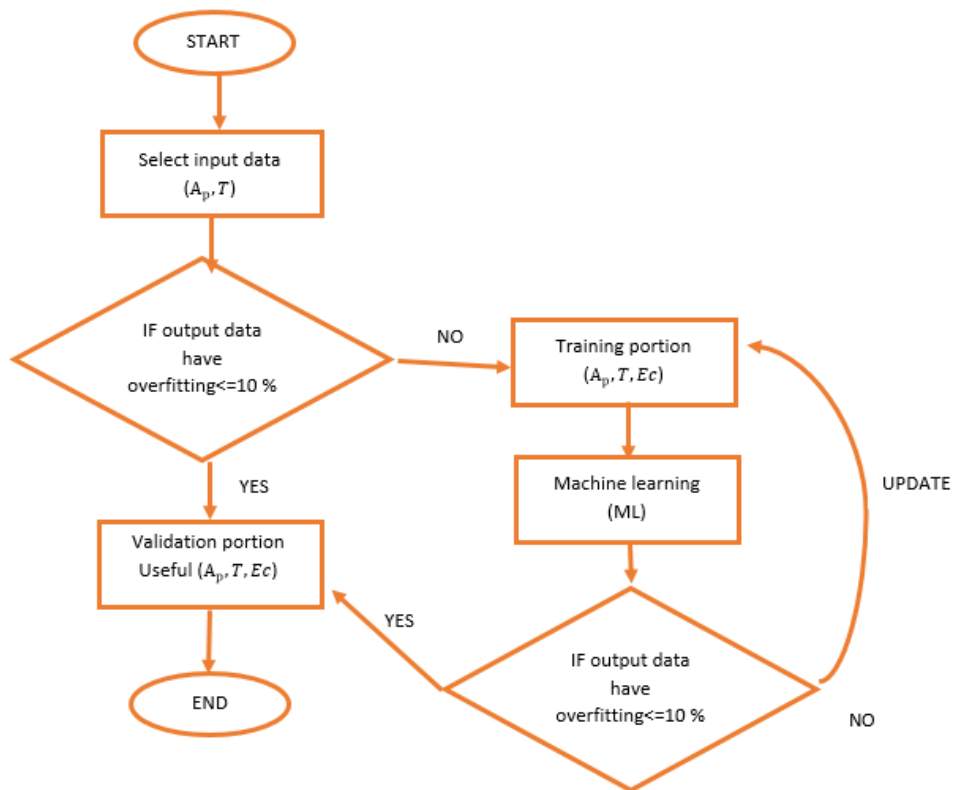 START
Select input data
(Aₚ, T)
IF output data
have
overfitting<=10 %
NO
Training portion
(Aₚ, T, Ec)
Machine learning
(ML)
UPDATE
YES
Validation portion
Useful (Aₚ, T, Ec)
YES
IF output data
have
overfitting<=10 %
NO
END